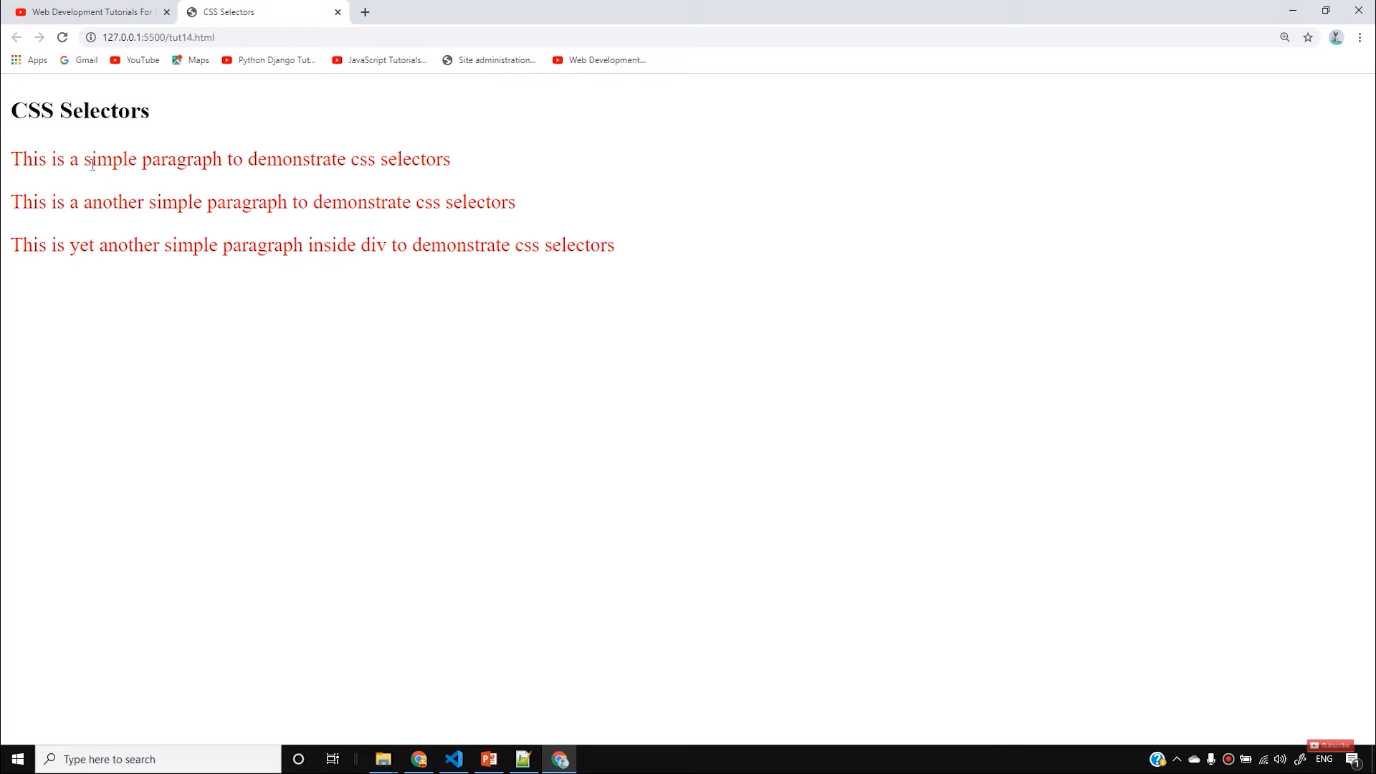 Web Development Tutorials For
CSS Selectors
127.0.0.1:5500/tut14.html
Apps
Gmail
YouTube
Maps
Python Django Tut...
JavaScript Tutorials...
Site administration...
Web Development...
CSS Selectors
This is a simple paragraph to demonstrate css selectors
This is a another simple paragraph to demonstrate css selectors
This is yet another simple paragraph inside div to demonstrate css selectors
Subscribe
Type here to search
ENG
1